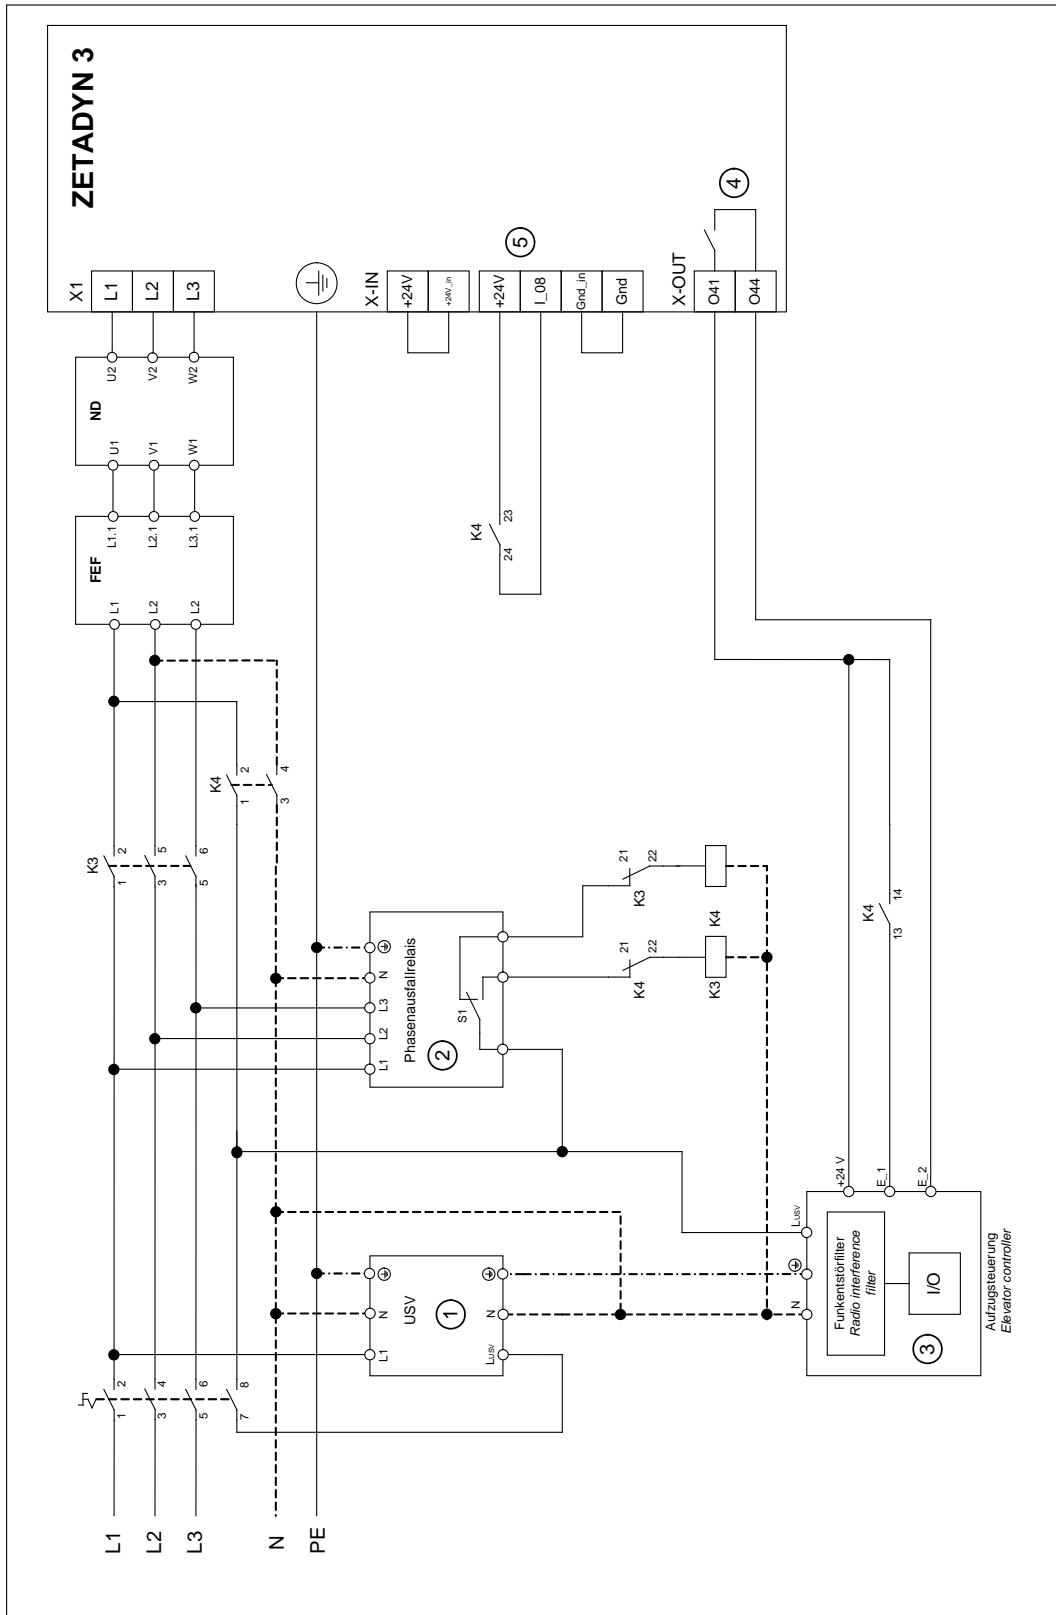 ZETADYN 3
X1
L1
L2
L3
X-IN
+24V
+24V_in
+24V
I_08
Gnd_in
Gnd
5
X-OUT
O41
O44
4
U2
V2
W2
ND
U1
V1
W1
L1.1
L2.1
L3.1
FEF
L1
L2
L2
K4
23
24
K4
2
4
1
3
K3
2
5
6
1
3
5
Phasenausfallrelais
2
L1
L2
L3
N
S1
21
22
K3
K4
21
22
K4
K3
K4
14
13
USV
1
L1
N
LUSV
N
2
4
6
8
1
3
5
7
L1
L2
L3
N
PE
+24 V
E_1
E_2
LUSV
N
Funkentstörfilter
Radio interference
filter
I/O
3
Aufzugsteuerung
Elevator controller